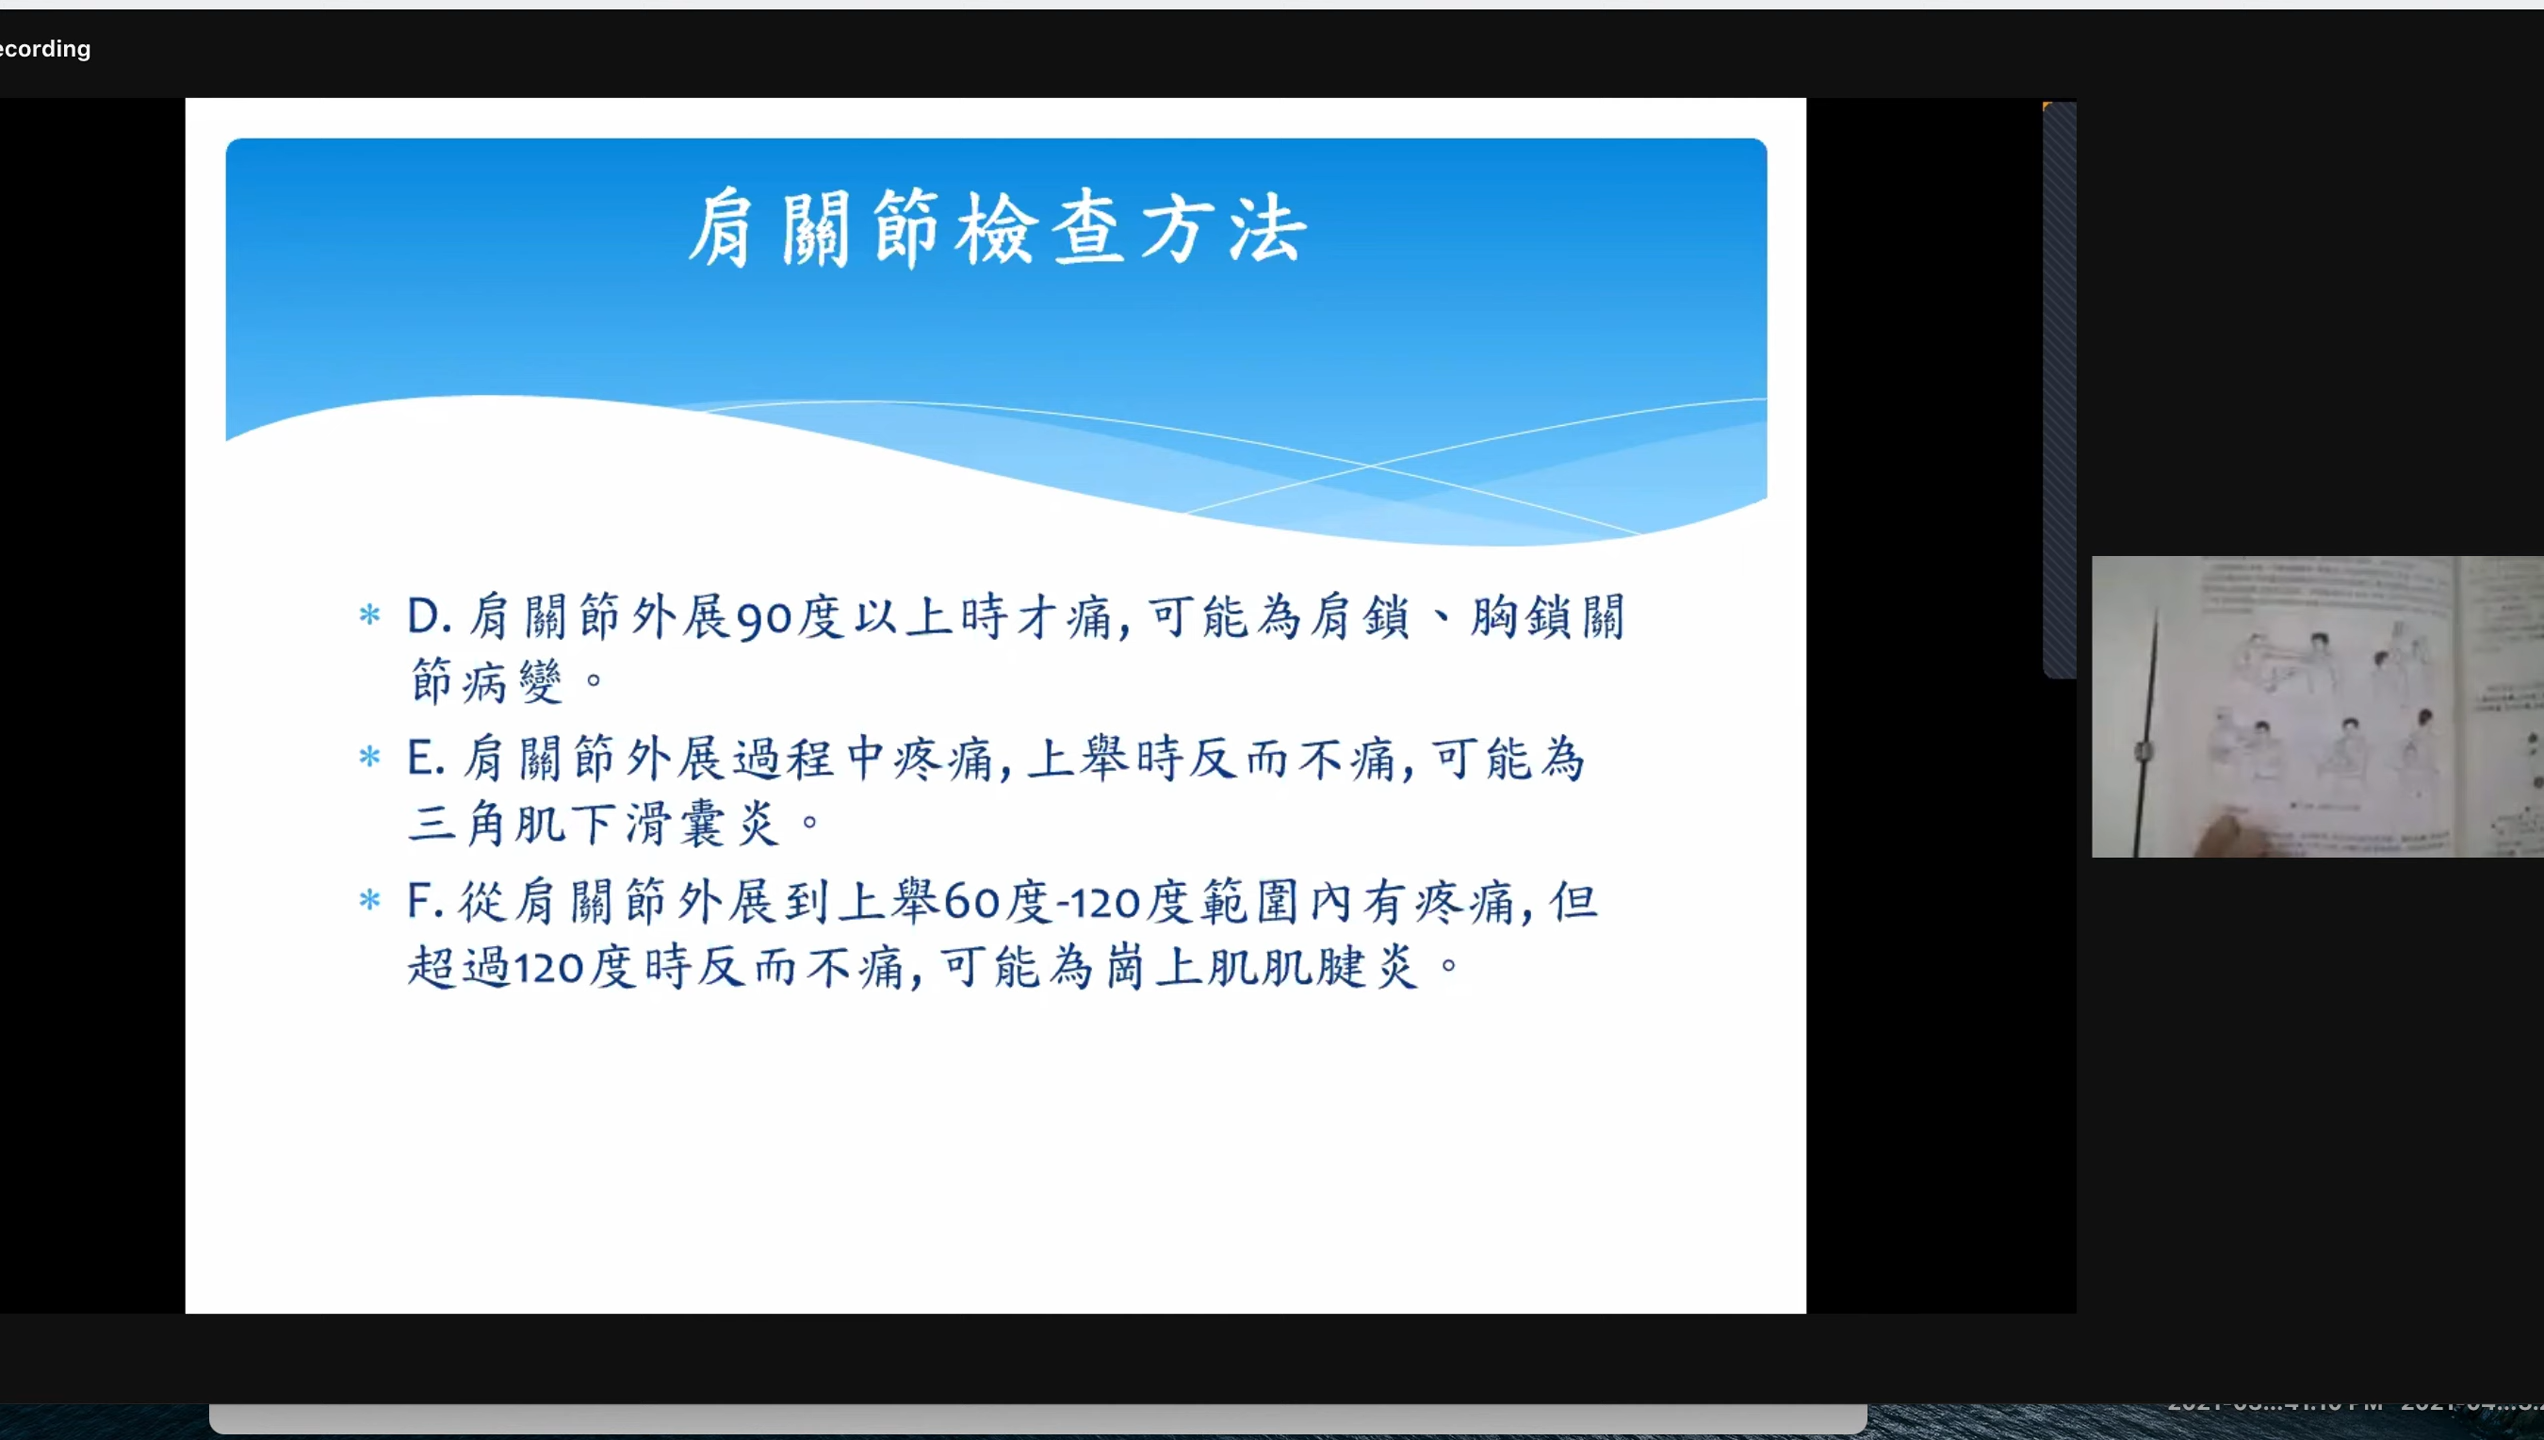 ecording
肩關節檢查方法
* D. 肩關節外展90度以上時才痛, 可能為肩鎖、胸鎖關
節病變。
* E. 肩關節外展過程中疼痛, 上舉時反而不痛, 可能為
三角肌下滑囊炎。
* F. 從肩關節外展到上舉60度-120度範圍內有疼痛, 但
超過120度時反而不痛, 可能為崗上肌肌腱炎。